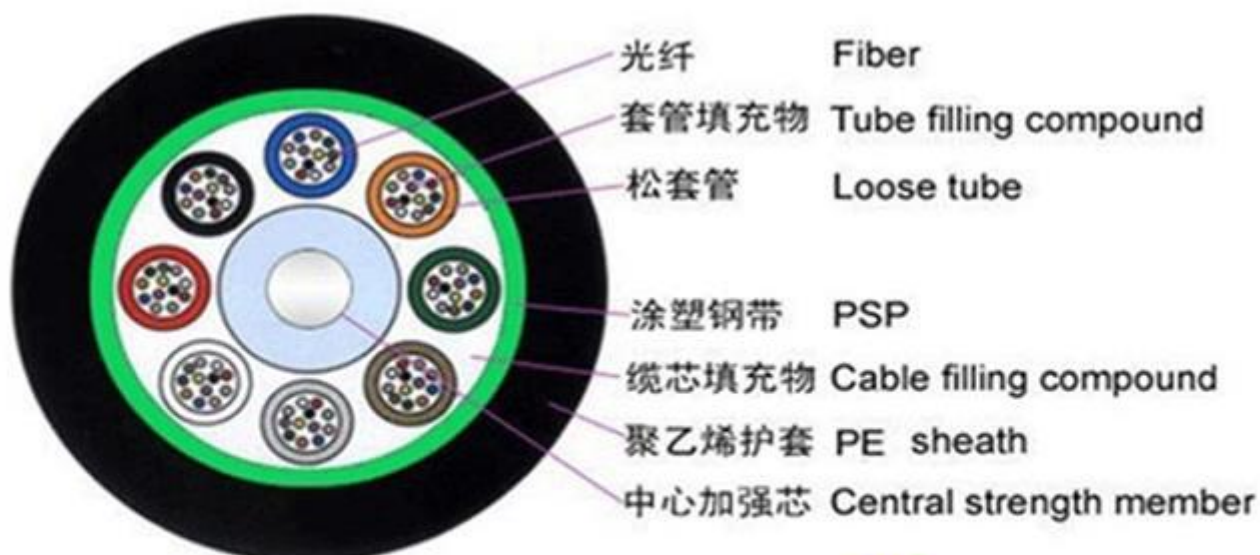 光纤 Fiber
套管填充物 Tube filling compound
松套管 Loose tube
涂塑钢带 PSP
缆芯填充物 Cable filling compound
聚乙烯护套 PE sheath
中心加强芯 Central strength member